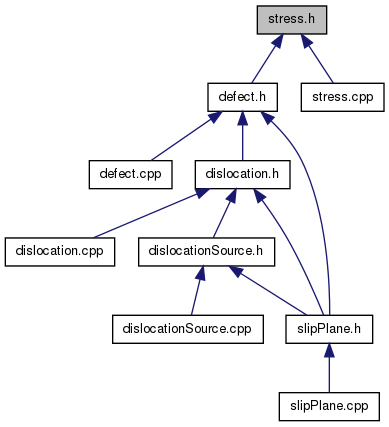 stress.h
defect.h
stress.cpp
defect.cpp
dislocation.h
dislocation.cpp
dislocationSource.h
dislocationSource.cpp
slipPlane.h
slipPlane.cpp